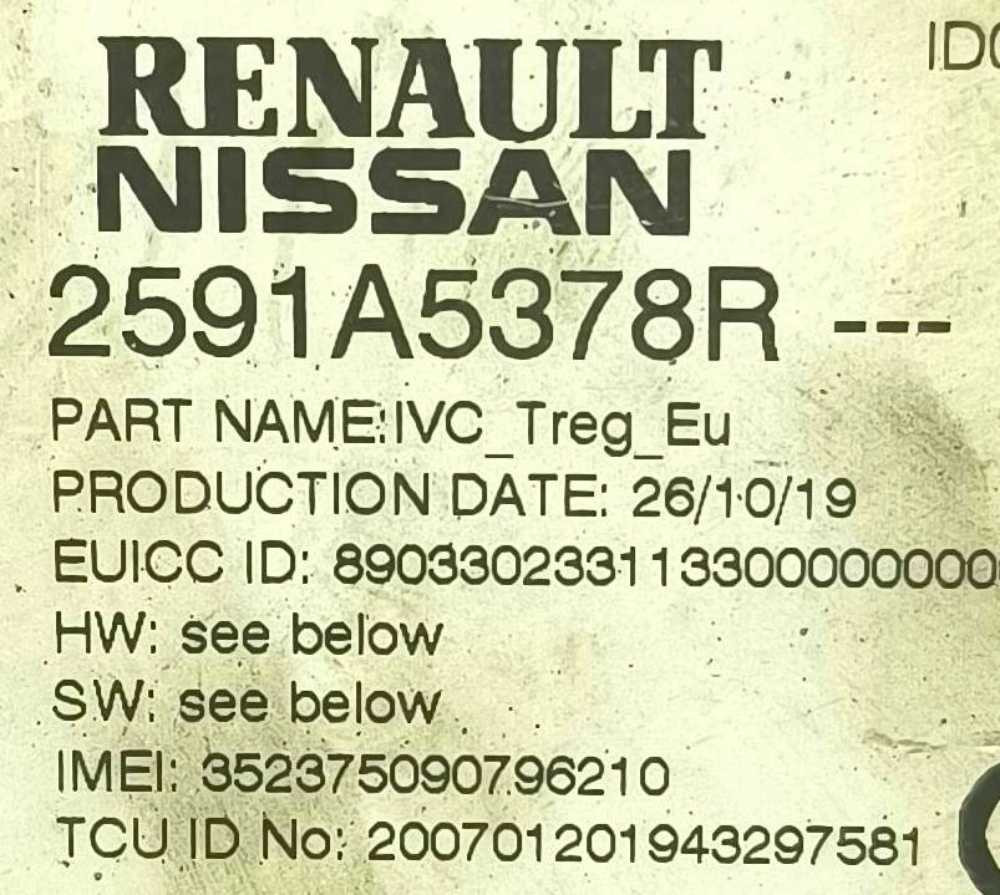 RENAULT
NISSAN
2591A5378R ---
PART NAME:IVC_Treg_Eu
PRODUCTION DATE: 26/10/19
EUICC ID: 89033023311330000000000
HW: see below
SW: see below
IMEI: 352375090796210
TCU ID No: 200701201943297581